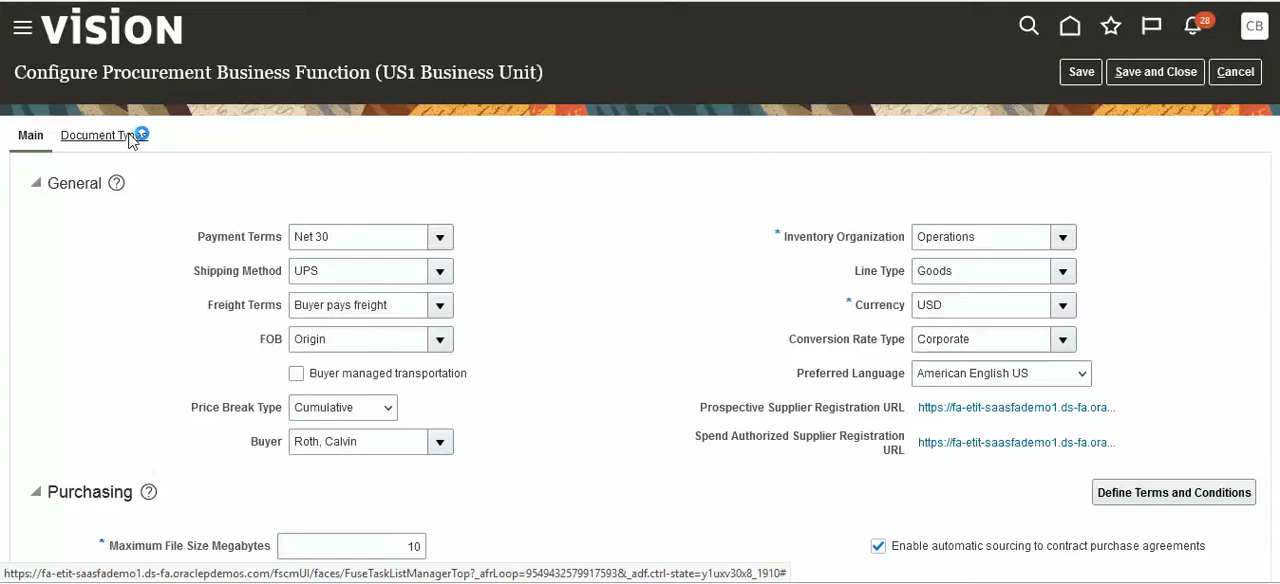 VISION
28
CB
Configure Procurement Business Function (US1 Business Unit)
Save
Save and Close
Cancel
Main
Document Types
General
Payment Terms Net 30
Shipping Method UPS
Freight Terms Buyer pays freight
FOB Origin
Buyer managed transportation
Price Break Type Cumulative
Buyer Roth, Calvin
* Inventory Organization Operations
Line Type Goods
* Currency USD
Conversion Rate Type Corporate
Preferred Language American English US
Prospective Supplier Registration URL https://fa-etit-saasfademo1.ds-fa.ora...
Spend Authorized Supplier Registration
URL
https://fa-etit-saasfademo1.ds-fa.ora...
Purchasing
Define Terms and Conditions
* Maximum File Size Megabytes 10
Enable automatic sourcing to contract purchase agreements
https://fa-etit-saasfademo1.ds-fa.oraclepdemos.com/fscmUI/faces/FuseTaskListManagerTop?_afrLoop=9549432579917593&_adf.ctrl-state=y1uxv30x8_1910#